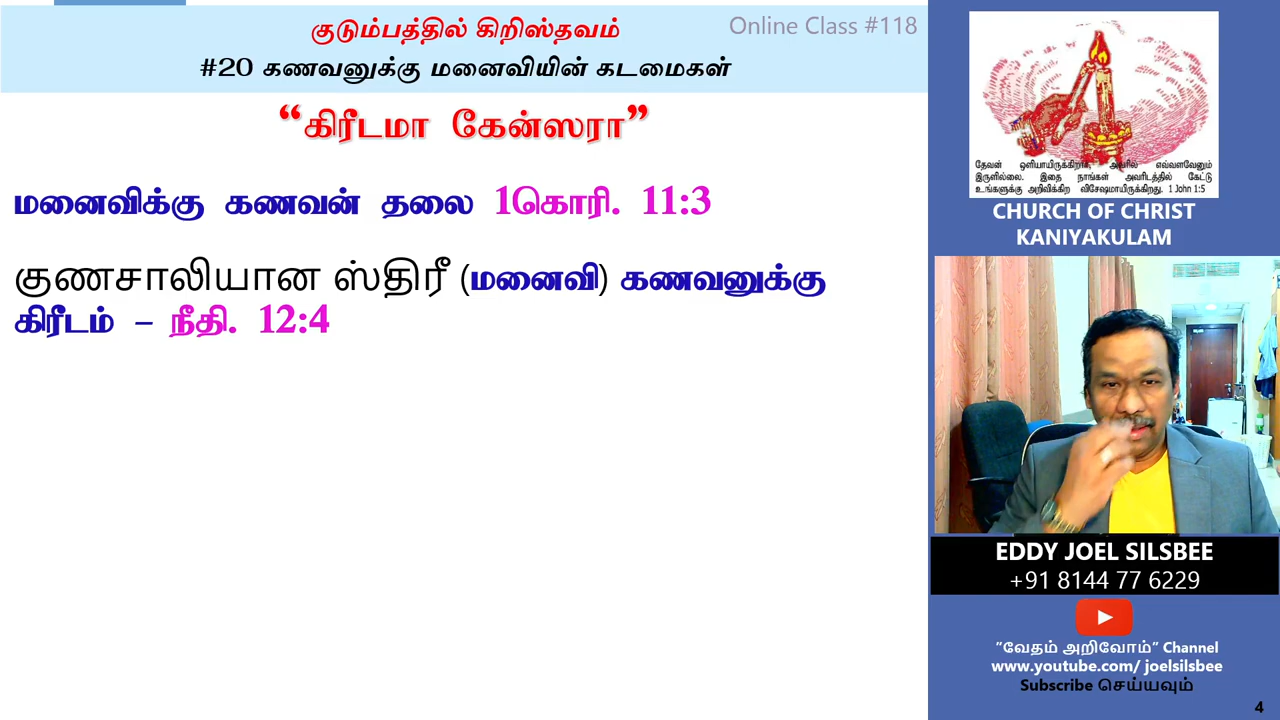 குடும்பத்தில் கிறிஸ்தவம்
Online Class #118
#20 கணவனுக்கு மனைவியின் கடமைகள்
“கிரீடமா கேன்ஸரா”
மனைவிக்கு கணவன் தலை 1கொரி. 11:3
குணசாலியான ஸ்திரீ (மனைவி) கணவனுக்கு
கிரீடம் – நீதி. 12:4
தேவன் ஒளியாயிருக்கிறார், அவரில் எவ்வளவேனும்
இருளில்லை. இதை நாங்கள் அவரிடத்தில் கேட்டு
உங்களுக்கு அறிவிக்கிற விசேஷமாயிருக்கிறது. 1 John 1:5
CHURCH OF CHRIST
KANIYAKULAM
EDDY JOEL SILSBEE
+91 8144 77 6229
”வேதம் அறிவோம்” Channel
www.youtube.com/ joelsilsbee
Subscribe செய்யவும்
4